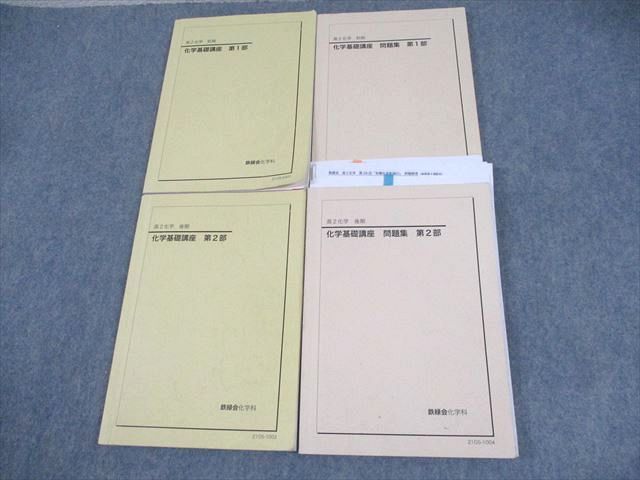 高2化学 前期
化学基礎講座 第1部
鉄緑会化学科
高2化学 前期
化学基礎講座 問題集 第1部
高2化学 後期
化学基礎講座 第2部
鉄緑会化学科
2105-1003
高2化学 後期
化学基礎講座 問題集 第2部
鉄緑会化学科
2105-1004